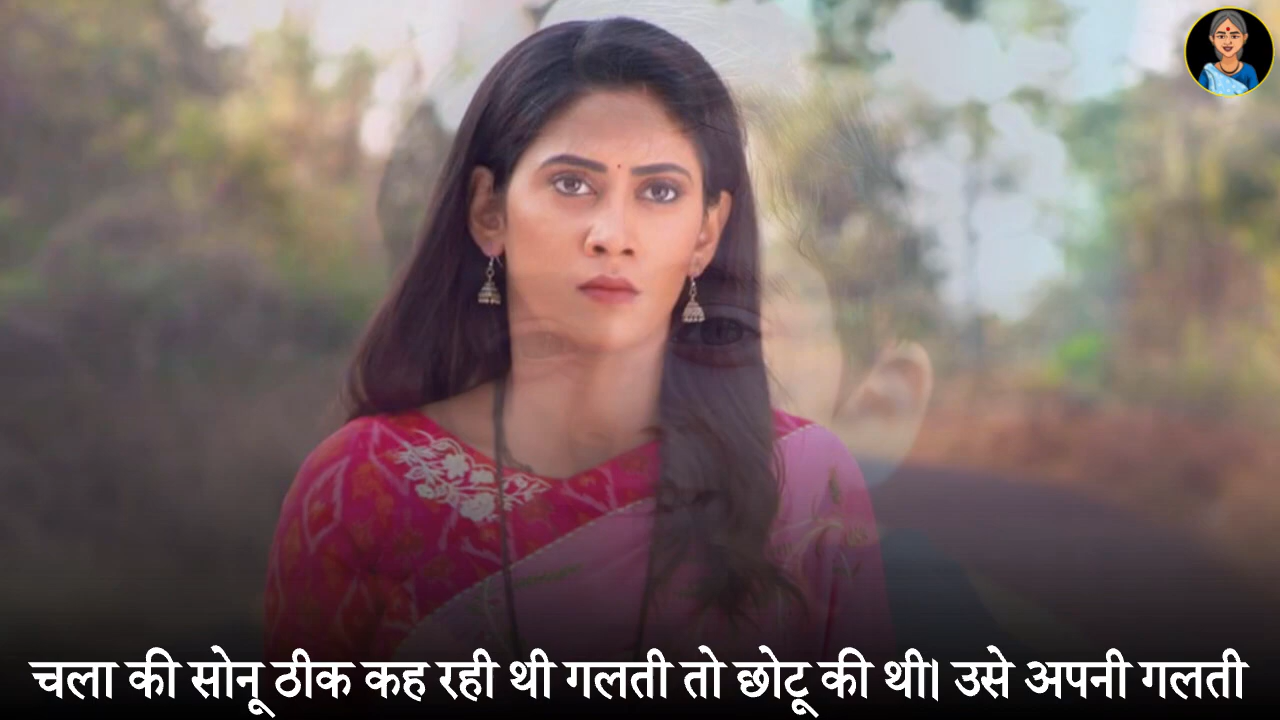 चला की सोनू ठीक कह रही थी गलती तो छोटू की थी। उसे अपनी गलती